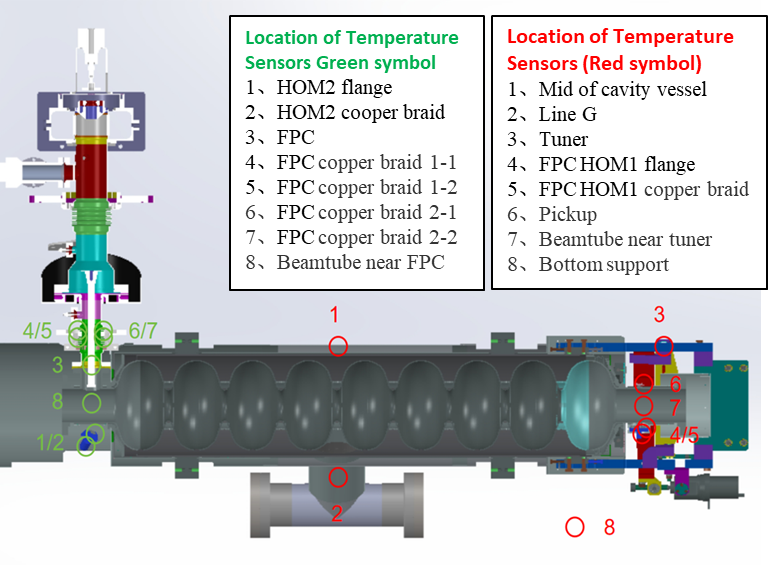 Location of Temperature
Sensors Green symbol
1、HOM2 flange
2、HOM2 cooper braid
3、FPC
4、FPC copper braid 1-1
5、FPC copper braid 1-2
6、FPC copper braid 2-1
7、FPC copper braid 2-2
8、Beamtube near FPC
Location of Temperature
Sensors (Red symbol)
1、Mid of cavity vessel
2、Line G
3、Tuner
4、FPC HOM1 flange
5、FPC HOM1 copper braid
6、Pickup
7、Beamtube near tuner
8、Bottom support
1
3
4/5
6/7
3
6
8
7
1/2
4/5
2
8